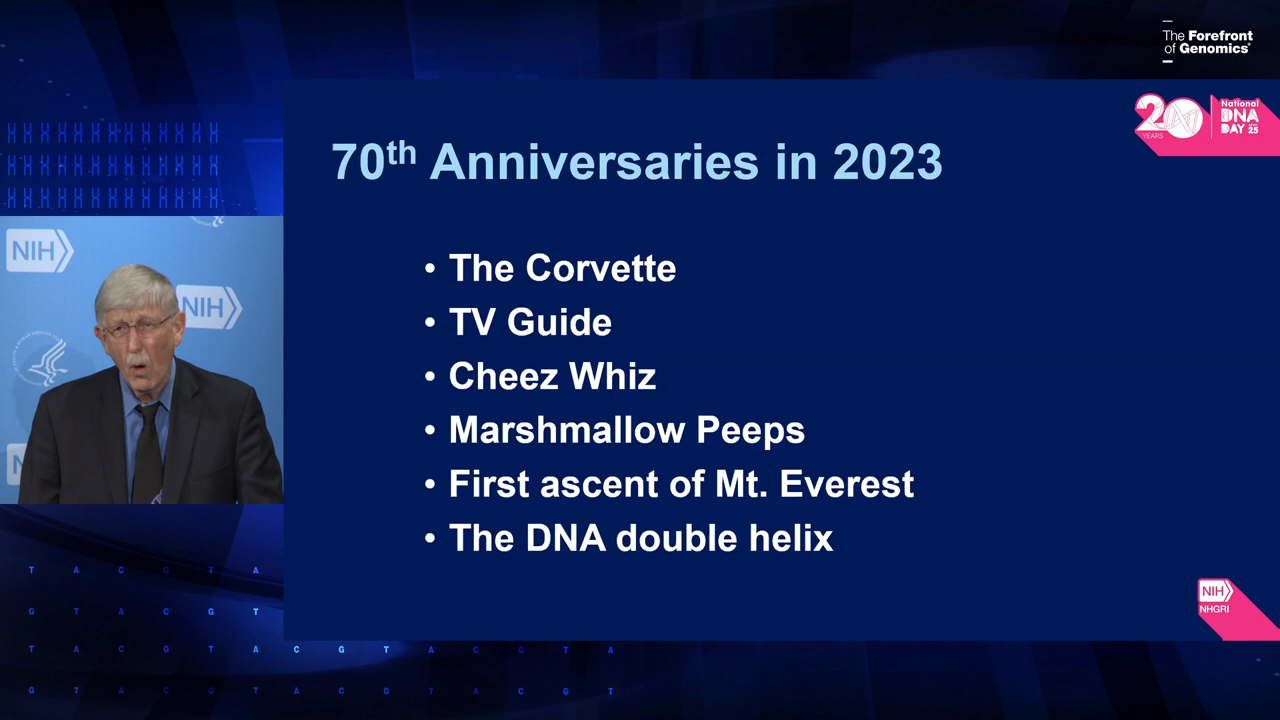 The Forefront
of Genomics®
20
YEARS
National
DNA
DAY
APRIL
25
70th Anniversaries in 2023
NIH
NIH
• The Corvette
• TV Guide
• Cheez Whiz
• Marshmallow Peeps
• First ascent of Mt. Everest
• The DNA double helix
NIH
NHGRI
T A C G T A
G T A C G T
T A C G T A C G T A C G T A
G T A C G T A C G T A C G T